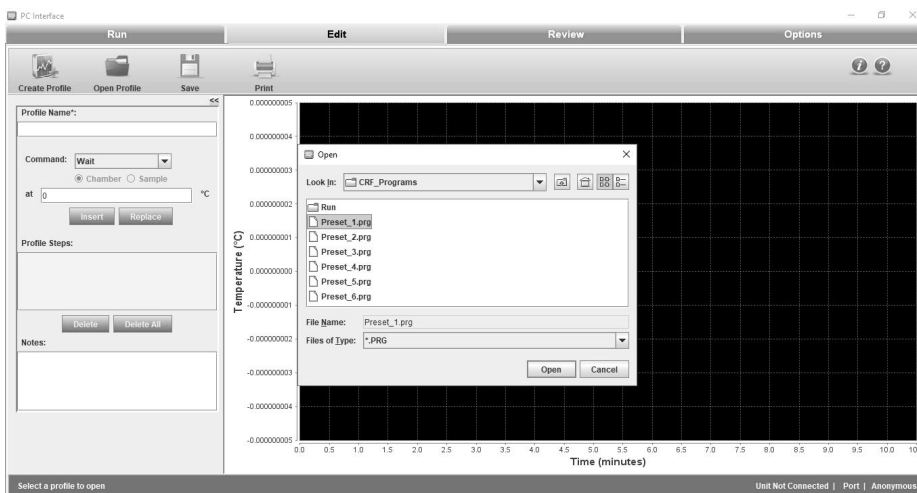 PC Interface
Run Edit Review Options
Create Profile Open Profile Save Print
<<
Profile Name*:
Command: Wait
Chamber Sample
at 0 °C
Insert Replace
Profile Steps:
Delete Delete All
Notes:
Temperature (°C)
0.000000005
0.000000004
0.000000003
0.000000002
0.000000001
0.000000000
-0.000000001
-0.000000002
-0.000000003
-0.000000004
-0.000000005
0.0 0.5 1.0 1.5 2.0 2.5 3.0 3.5 4.0 4.5 5.0 5.5 6.0 6.5 7.0 7.5 8.0 8.5 9.0 9.5 10.0 10
Time (minutes)
Open
Look In: CRF_Programs
Run
Preset_1.prg
Preset_2.prg
Preset_3.prg
Preset_4.prg
Preset_5.prg
Preset_6.prg
File Name: Preset_1.prg
Files of Type: *.PRG
Open Cancel
Select a profile to open
Unit Not Connected | Port | Anonymous